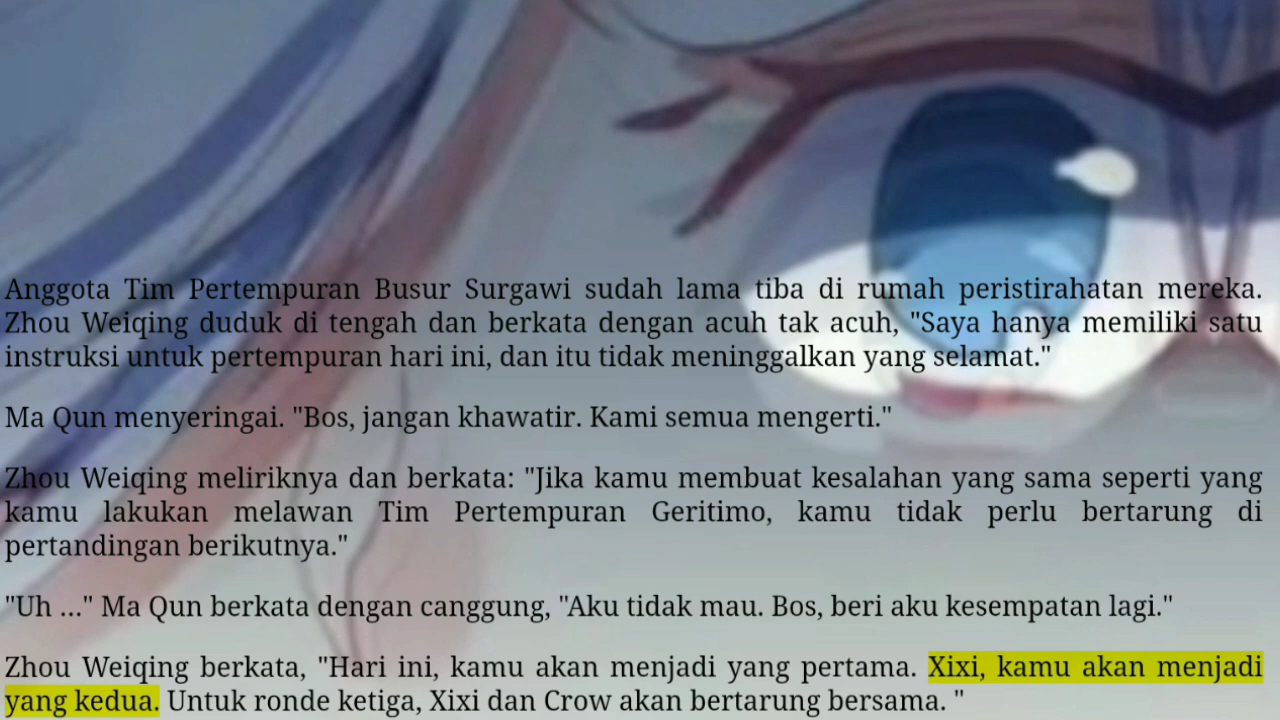 Anggota Tim Pertempuran Busur Surgawi sudah lama tiba di rumah peristirahatan mereka.
Zhou Weiqing duduk di tengah dan berkata dengan acuh tak acuh, "Saya hanya memiliki satu
instruksi untuk pertempuran hari ini, dan itu tidak meninggalkan yang selamat."
Ma Qun menyeringai. "Bos, jangan khawatir. Kami semua mengerti."
Zhou Weiqing meliriknya dan berkata: "Jika kamu membuat kesalahan yang sama seperti yang
kamu lakukan melawan Tim Pertempuran Geritimo, kamu tidak perlu bertarung di
pertandingan berikutnya."
"Uh ..." Ma Qun berkata dengan canggung, "Aku tidak mau. Bos, beri aku kesempatan lagi."
Zhou Weiqing berkata, "Hari ini, kamu akan menjadi yang pertama. Xixi, kamu akan menjadi
yang kedua. Untuk ronde ketiga, Xixi dan Crow akan bertarung bersama. "